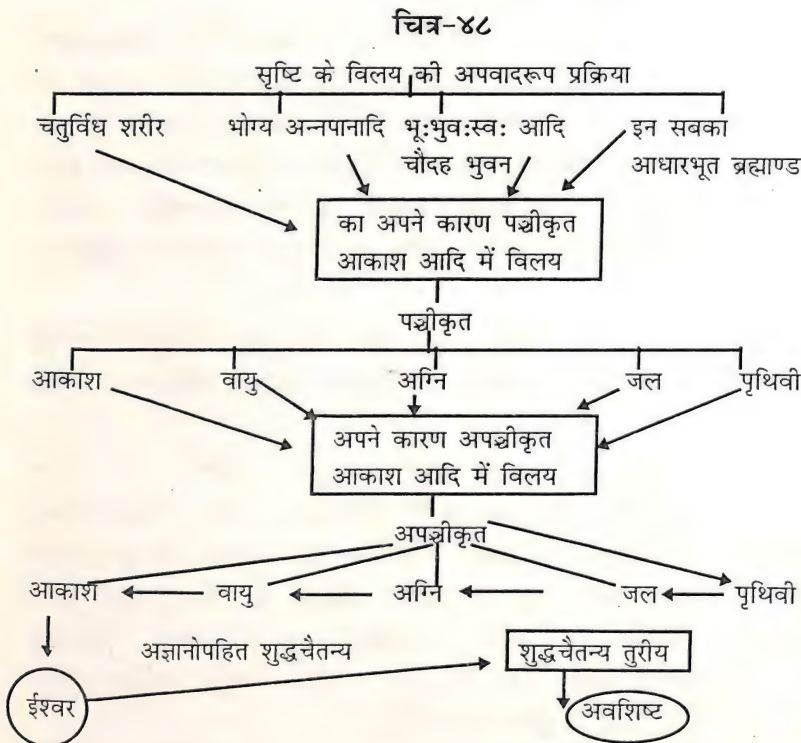 चित्र-४८
सृष्टि के विलय की अपवादरूप प्रक्रिया
चतुर्विध शरीर भोग्य अन्नपानादि भू:भुव:स्व: आदि इन सबका
चौदह भुवन आधारभूत ब्रह्माण्ड
का अपने कारण पञ्चीकृत
आकाश आदि में विलय
पञ्चीकृत
आकाश वायु अग्नि जल पृथिवी
अपने कारण अपञ्चीकृत
आकाश आदि में विलय
अपञ्चीकृत
आकाश वायु अग्नि जल पृथिवी
अज्ञानोपहित शुद्धचैतन्य शुद्धचैतन्य तुरीय
ईश्वर अवशिष्ट